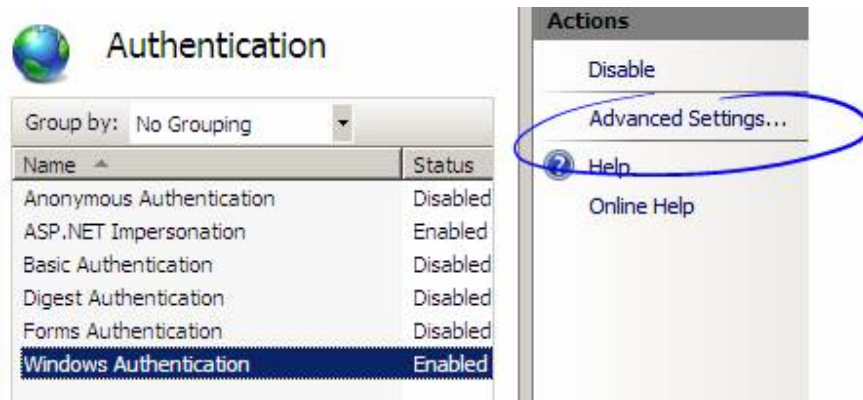 Authentication
Group by: No Grouping
Name Status
Anonymous Authentication Disabled
ASP.NET Impersonation Enabled
Basic Authentication Disabled
Digest Authentication Disabled
Forms Authentication Disabled
Windows Authentication Enabled
Actions
Disable
Advanced Settings...
Help
Online Help